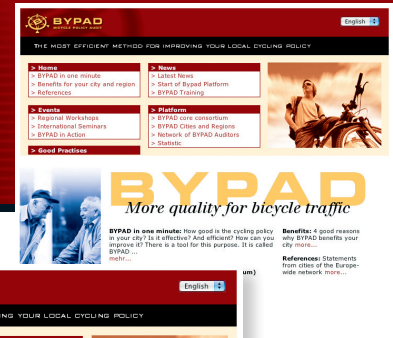 BYPAD
BICYCLE POLICY AUDIT
English
THE MOST EFFICIENT METHOD FOR IMPROVING YOUR LOCAL CYCLING POLICY
> Home
> BYPAD in one minute
> Benefits for your city and region
> References
> News
> Latest News
> Start of Bypad Platform
> BYPAD Training
> Events
> Regional Workshops
> International Seminars
> BYPAD in Action
> Platform
> BYPAD core consortium
> BYPAD Cities and Regions
> Network of BYPAD Auditors
> Statistic
> Good Practises
BYPAD
More quality for bicycle traffic
BYPAD in one minute: How good is the cycling policy
in your city? Is it effective? And efficient? How can you
improve it? There is a tool for this purpose. It is called
BYPAD ...
mehr...
Benefits: 4 good reasons
why BYPAD benefits your
city more...
References: Statements
from cities of the Europe-
wide network more...
um)
English
NG YOUR LOCAL CYCLING POLICY